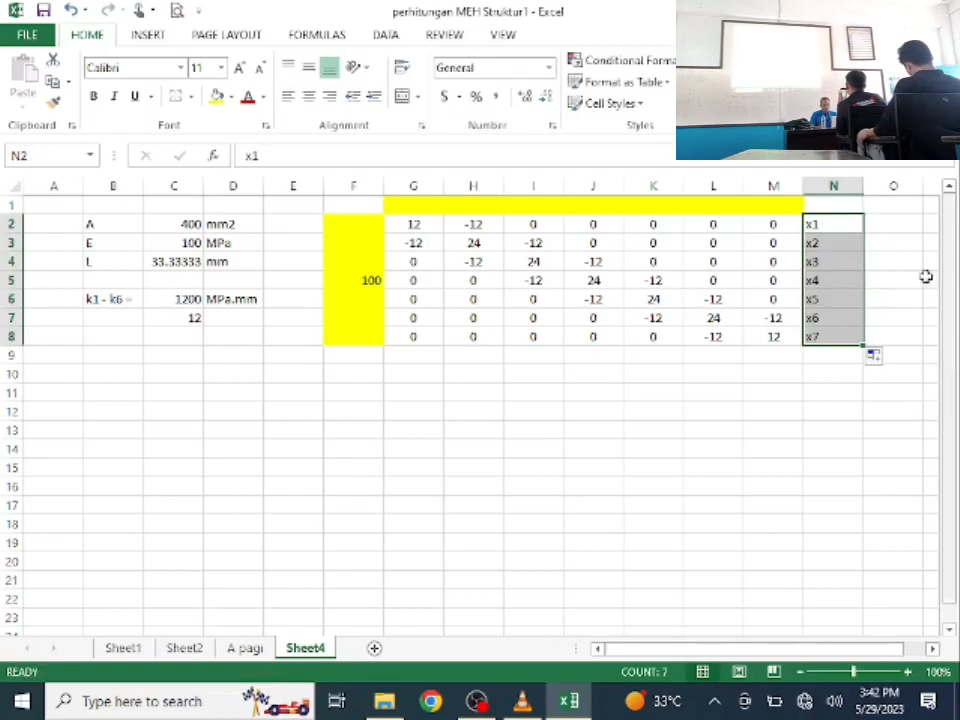 perhitungan MEH Struktur1 - Excel
FILE HOME INSERT PAGE LAYOUT FORMULAS DATA REVIEW VIEW
Paste
Calibri 11
B I U
General
$ %
Conditional Forma
Format as Table
Cell Styles
Clipboard Font Alignment Number Styles
N2 fx x1
A B C D E F G H I J K L M N O
1
2 A 400 mm2 12 -12 0 0 0 0 0 x1
3 E 100 MPa -12 24 -12 0 0 0 0 x2
4 L 33.33333 mm 0 -12 24 -12 0 0 0 x3
5 100 0 0 -12 24 -12 0 0 x4
6 k1 - k6 = 1200 MPa.mm 0 0 0 -12 24 -12 0 x5
7 12 0 0 0 0 -12 24 -12 x6
8 0 0 0 0 0 -12 12 x7
9
10
11
12
13
14
15
16
17
18
19
20
21
22
23
Sheet1 Sheet2 A pagi Sheet4
READY COUNT: 7 100%
Type here to search 33°C 3:42 PM
5/29/2023